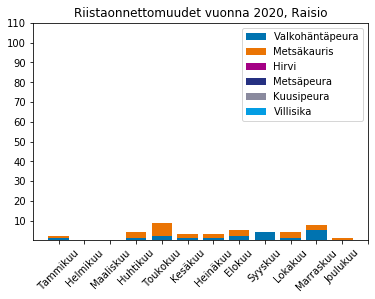 Riistaonnettomuudet vuonna 2020, Raisio
110
100
90
80
70
60
50
40
30
20
10
Valkohäntäpeura
Metsäkauris
Hirvi
Metsäpeura
Kuusipeura
Villisika
Tammikuu
Helmikuu
Maaliskuu
Huhtikuu
Toukokuu
Kesäkuu
Heinäkuu
Elokuu
Syyskuu
Lokakuu
Marraskuu
Joulukuu